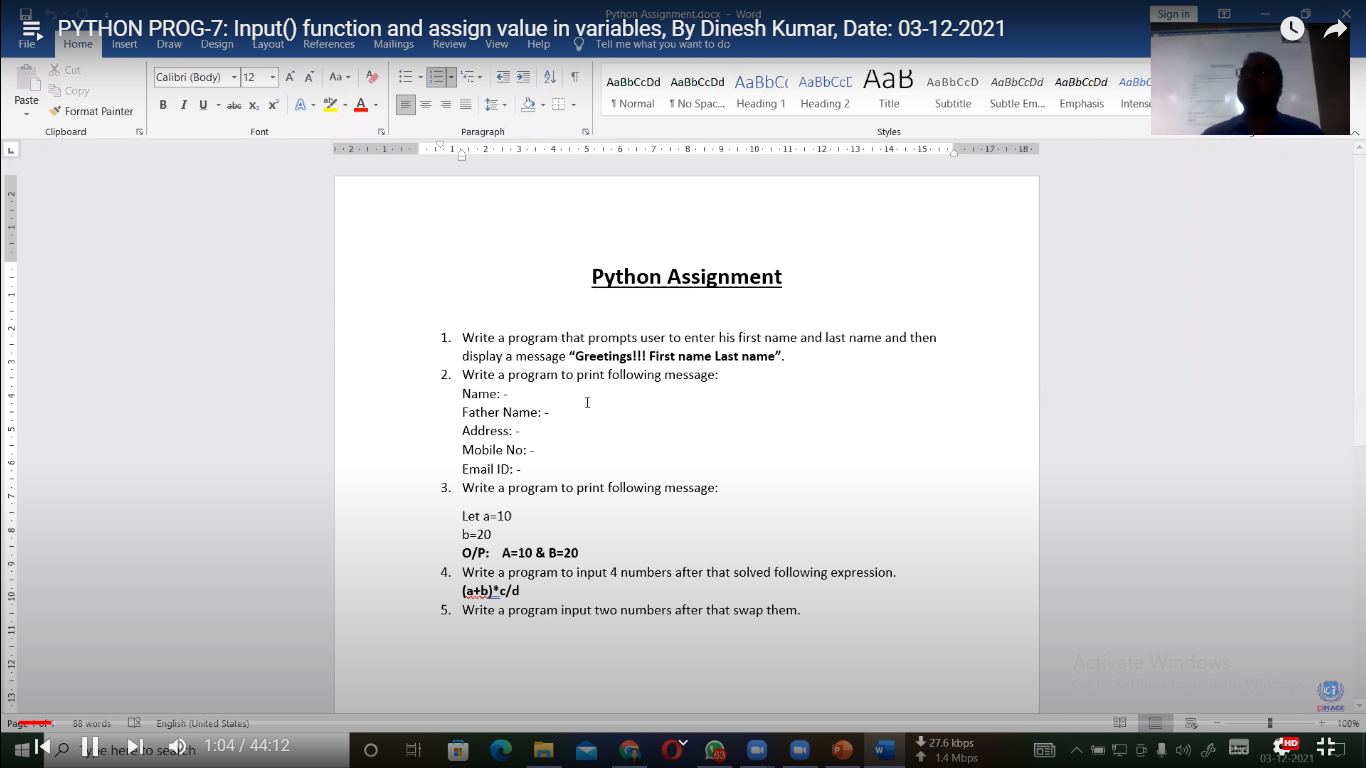 Python Assignment.docx - Word
Sign in
PYTHON PROG-7: Input() function and assign value in variables, By Dinesh Kumar, Date: 03-12-2021
File Home Insert Draw Design Layout References Mailings Review View Help Tell me what you want to do
Paste
Cut
Copy
Format Painter
Clipboard
Calibri (Body) 12
Font
Paragraph
AaBbCcDd AaBbCcDd AaBbC AaBbCcC AaB AaBbCcD AaBbCcDd AaBbCcDd
¶ Normal ¶ No Spac... Heading 1 Heading 2 Title Subtitle Subtle Em... Emphasis
Styles
Python Assignment
1. Write a program that prompts user to enter his first name and last name and then
display a message “Greetings!!! First name Last name”.
2. Write a program to print following message:
Name: -
Father Name: -
Address: -
Mobile No: -
Email ID: -
3. Write a program to print following message:
Let a=10
b=20
O/P: A=10 & B=20
4. Write a program to input 4 numbers after that solved following expression.
(a+b)*c/d
5. Write a program input two numbers after that swap them.
Activate Windows
Go to Settings to activate Windows.
88 words English (United States) 100%
Type here to search
1:04 / 44:12
63
27.6 kbps
1.4 Mbps
ENG
HD
03-12-2021